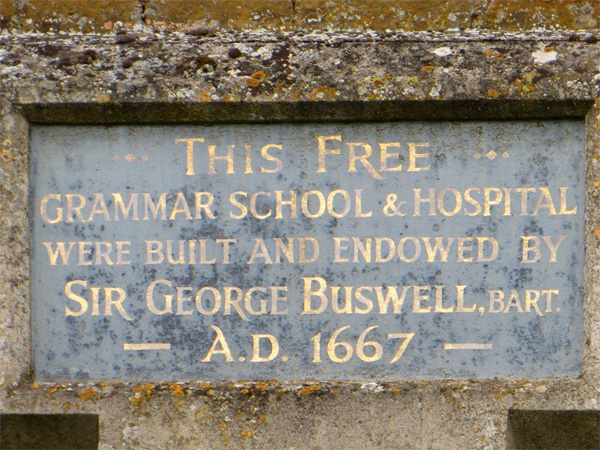 THIS FREE
GRAMMAR SCHOOL & HOSPITAL
WERE BUILT AND ENDOWED BY
SIR GEORGE BUSWELL, BART.
A.D. 1667